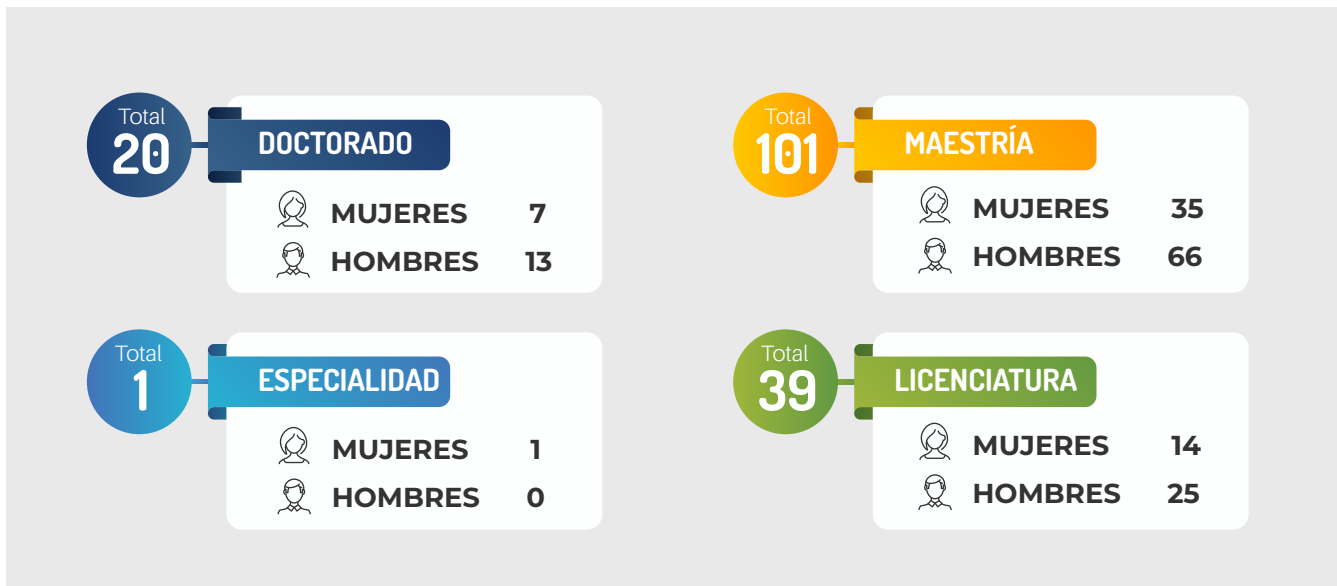 Total
20
DOCTORADO
MUJERES 7
HOMBRES 13
Total
101
MAESTRÍA
MUJERES 35
HOMBRES 66
Total
1
ESPECIALIDAD
MUJERES 1
HOMBRES 0
Total
39
LICENCIATURA
MUJERES 14
HOMBRES 25